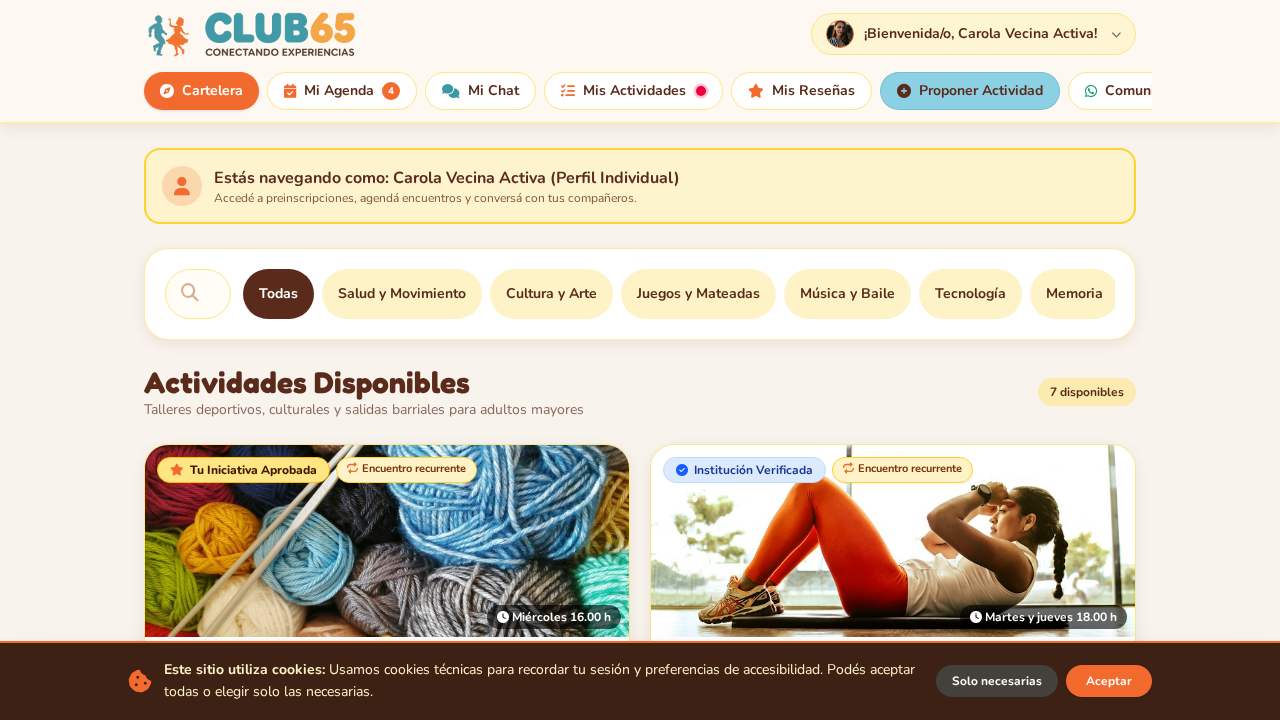 CLUB65
CONECTANDO EXPERIENCIAS
¡Bienvenida/o, Carola Vecina Activa!
Cartelera
Mi Agenda 4
Mi Chat
Mis Actividades
Mis Reseñas
Proponer Actividad
Comun
Estás navegando como: Carola Vecina Activa (Perfil Individual)
Accedé a preinscripciones, agendá encuentros y conversá con tus compañeros.
Todas
Salud y Movimiento
Cultura y Arte
Juegos y Mateadas
Música y Baile
Tecnología
Memoria
Actividades Disponibles
Talleres deportivos, culturales y salidas barriales para adultos mayores
7 disponibles
Tu Iniciativa Aprobada
Encuentro recurrente
Miércoles 16.00 h
Institución Verificada
Encuentro recurrente
Martes y jueves 18.00 h
Este sitio utiliza cookies: Usamos cookies técnicas para recordar tu sesión y preferencias de accesibilidad. Podés aceptar
todas o elegir solo las necesarias.
Solo necesarias
Aceptar